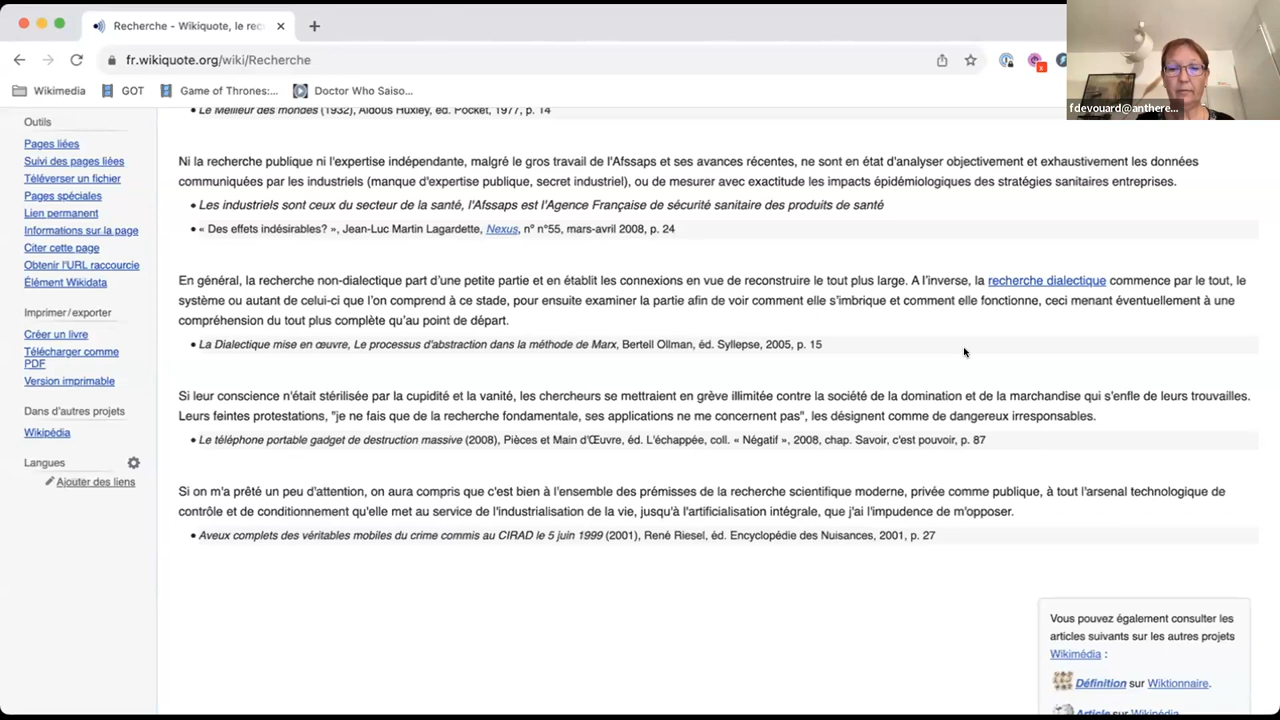 Recherche - Wikiquote, le rec
fr.wikiquote.org/wiki/Recherche
fdevouard@anthere...
Wikimedia
GOT
Game of Thrones:...
Doctor Who Saiso...
Outils
Pages liées
Suivi des pages liées
Téléverser un fichier
Pages spéciales
Lien permanent
Informations sur la page
Citer cette page
Obtenir l'URL raccourcie
Élément Wikidata
Imprimer / exporter
Créer un livre
Télécharger comme
PDF
Version imprimable
Dans d'autres projets
Wikipédia
Langues
Ajouter des liens
• Le Meilleur des mondes (1932), Aldous Huxley, éd. Pocket, 1977, p. 14
Ni la recherche publique ni l'expertise indépendante, malgré le gros travail de l'Afssaps et ses avances récentes, ne sont en état d'analyser objectivement et exhaustivement les données
communiquées par les industriels (manque d'expertise publique, secret industriel), ou de mesurer avec exactitude les impacts épidémiologiques des stratégies sanitaires entreprises.
• Les industriels sont ceux du secteur de la santé, l'Afssaps est l'Agence Française de sécurité sanitaire des produits de santé
• « Des effets indésirables? », Jean-Luc Martin Lagardette, Nexus, nº n°55, mars-avril 2008, p. 24
En général, la recherche non-dialectique part d’une petite partie et en établit les connexions en vue de reconstruire le tout plus large. A l’inverse, la recherche dialectique commence par le tout, le
système ou autant de celui-ci que l’on comprend à ce stade, pour ensuite examiner la partie afin de voir comment elle s’imbrique et comment elle fonctionne, ceci menant éventuellement à une
compréhension du tout plus complète qu’au point de départ.
• La Dialectique mise en œuvre, Le processus d'abstraction dans la méthode de Marx, Bertell Ollman, éd. Syllepse, 2005, p. 15
Si leur conscience n'était stérilisée par la cupidité et la vanité, les chercheurs se mettraient en grève illimitée contre la société de la domination et de la marchandise qui s'enfle de leurs trouvailles.
Leurs feintes protestations, "je ne fais que de la recherche fondamentale, ses applications ne me concernent pas", les désignent comme de dangereux irresponsables.
• Le téléphone portable gadget de destruction massive (2008), Pièces et Main d'Œuvre, éd. L'échappée, coll. « Négatif », 2008, chap. Savoir, c'est pouvoir, p. 87
Si on m'a prêté un peu d'attention, on aura compris que c'est bien à l'ensemble des prémisses de la recherche scientifique moderne, privée comme publique, à tout l'arsenal technologique de
contrôle et de conditionnement qu'elle met au service de l'industrialisation de la vie, jusqu'à l'artificialisation intégrale, que j'ai l'impudence de m'opposer.
• Aveux complets des véritables mobiles du crime commis au CIRAD le 5 juin 1999 (2001), René Riesel, éd. Encyclopédie des Nuisances, 2001, p. 27
Vous pouvez également consulter les
articles suivants sur les autres projets
Wikimédia :
Définition sur Wiktionnaire.
Article sur Wikipédia